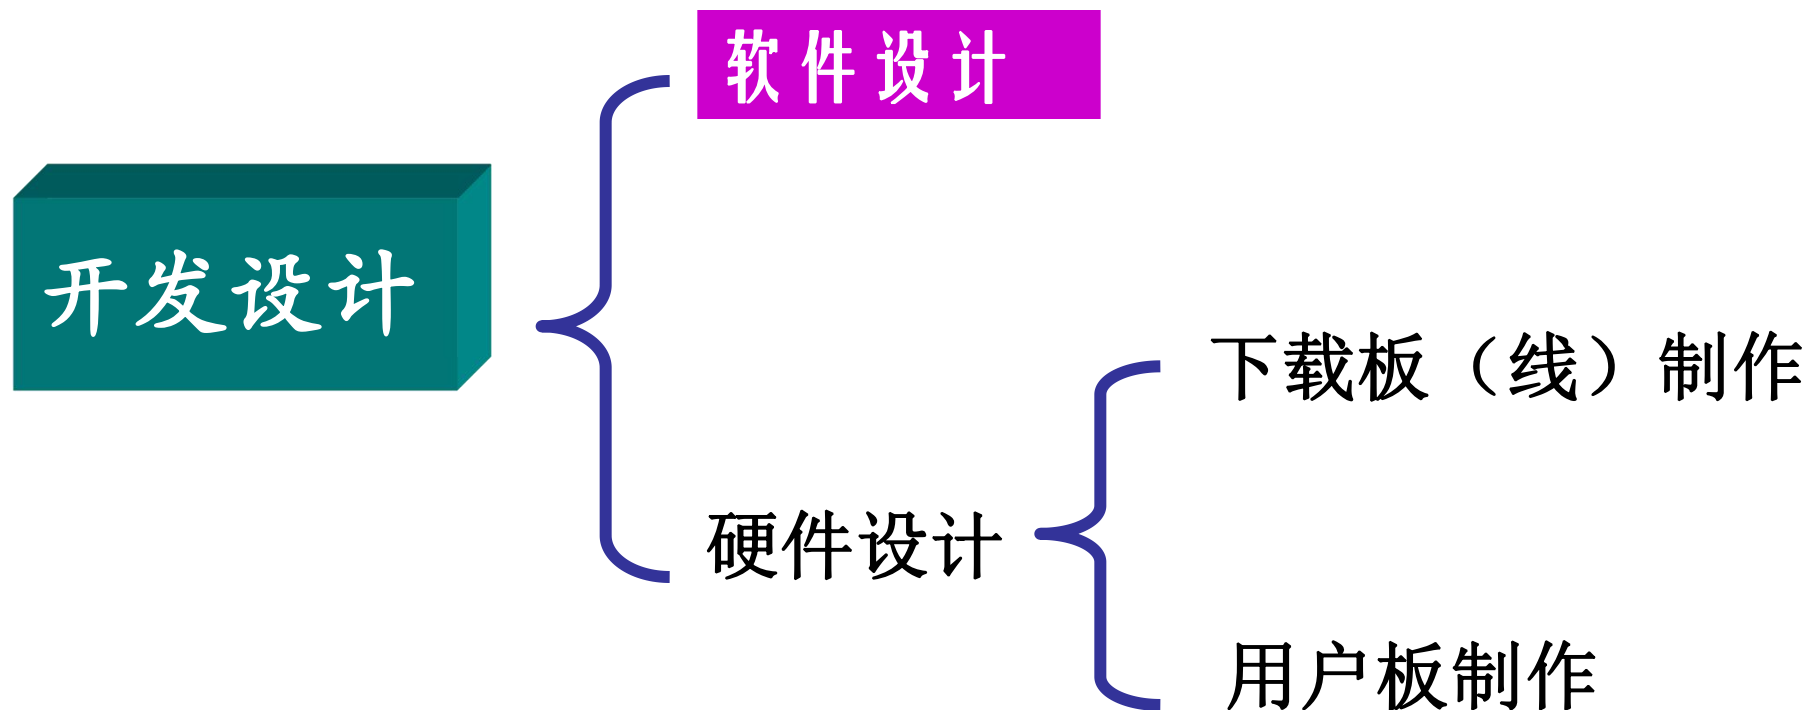 软件设计
开发设计
下载板（线）制作
硬件设计
用户板制作